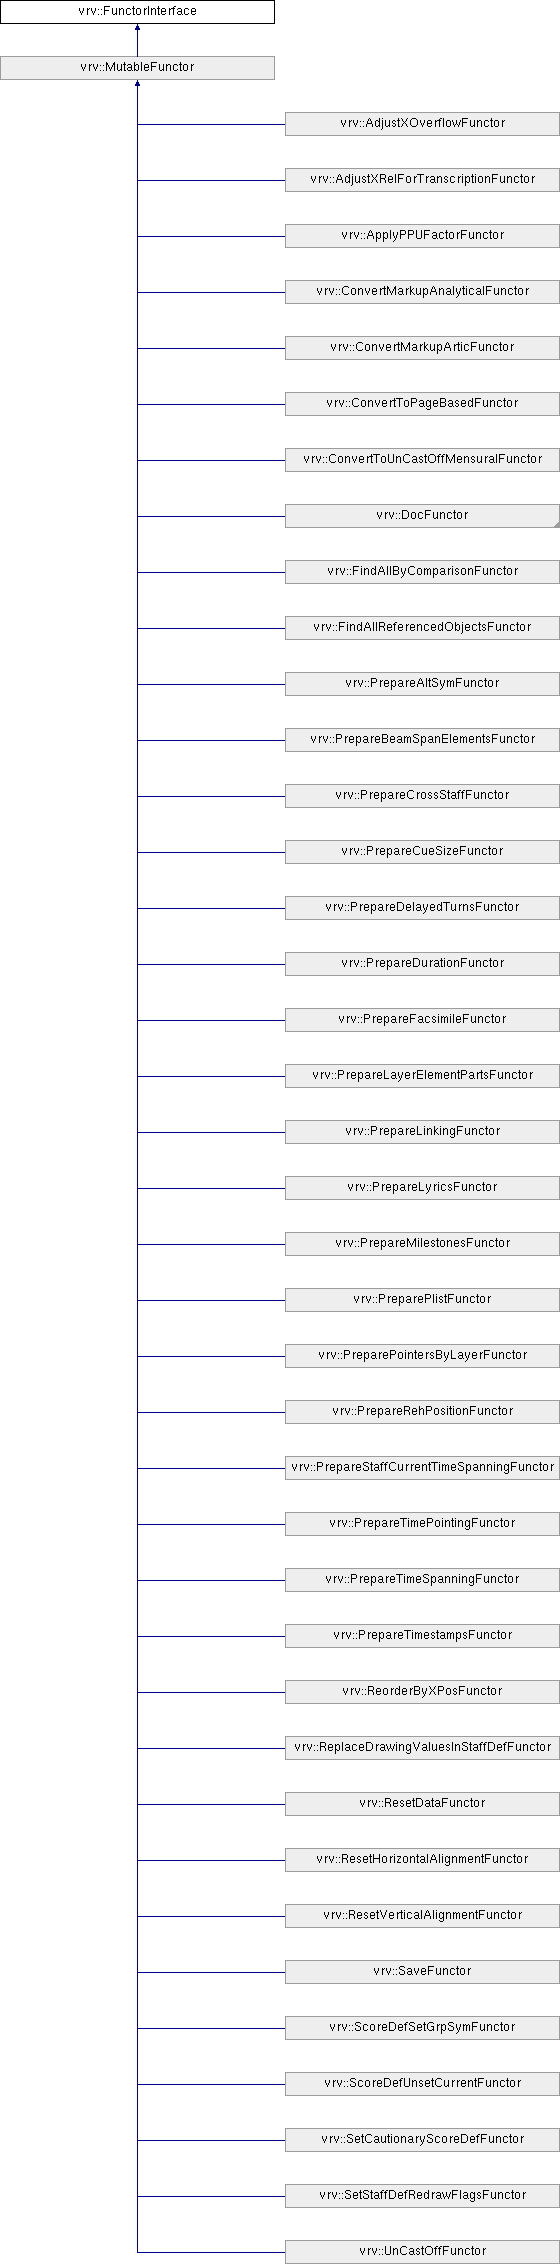 vrv::FunctorInterface
vrv::MutableFunctor
vrv::AdjustXOverflowFunctor
vrv::AdjustXRelForTranscriptionFunctor
vrv::ApplyPPUFactorFunctor
vrv::ConvertMarkupAnalyticalFunctor
vrv::ConvertMarkupArticFunctor
vrv::ConvertToPageBasedFunctor
vrv::ConvertToUnCastOffMensuralFunctor
vrv::DocFunctor
vrv::FindAllByComparisonFunctor
vrv::FindAllReferencedObjectsFunctor
vrv::PrepareAltSymFunctor
vrv::PrepareBeamSpanElementsFunctor
vrv::PrepareCrossStaffFunctor
vrv::PrepareCueSizeFunctor
vrv::PrepareDelayedTurnsFunctor
vrv::PrepareDurationFunctor
vrv::PrepareFacsimileFunctor
vrv::PrepareLayerElementPartsFunctor
vrv::PrepareLinkingFunctor
vrv::PrepareLyricsFunctor
vrv::PrepareMilestonesFunctor
vrv::PreparePlistFunctor
vrv::PreparePointersByLayerFunctor
vrv::PrepareRehPositionFunctor
vrv::PrepareStaffCurrentTimeSpanningFunctor
vrv::PrepareTimePointingFunctor
vrv::PrepareTimeSpanningFunctor
vrv::PrepareTimestampsFunctor
vrv::ReorderByXPosFunctor
vrv::ReplaceDrawingValuesInStaffDefFunctor
vrv::ResetDataFunctor
vrv::ResetHorizontalAlignmentFunctor
vrv::ResetVerticalAlignmentFunctor
vrv::SaveFunctor
vrv::ScoreDefSetGrpSymFunctor
vrv::ScoreDefUnsetCurrentFunctor
vrv::SetCautionaryScoreDefFunctor
vrv::SetStaffDefRedrawFlagsFunctor
vrv::UnCastOffFunctor